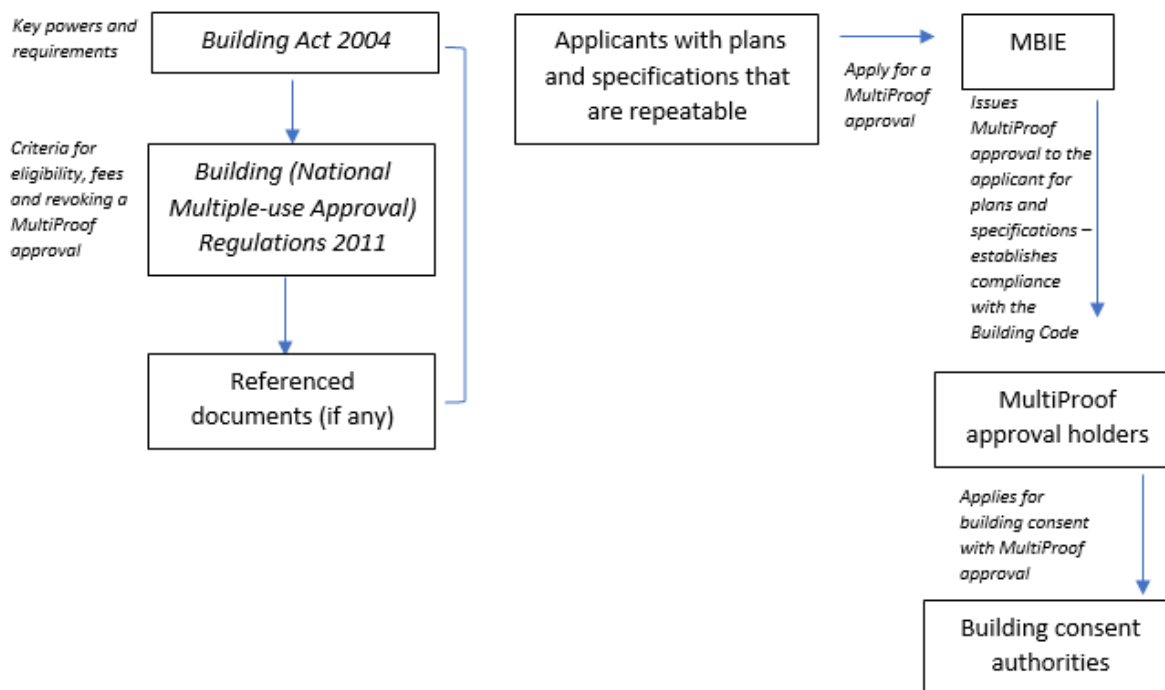 Key powers and
requirements
Building Act 2004
Criteria for
eligibility, fees
and revoking a
MultiProof
approval
Building (National
Multiple-use Approval)
Regulations 2011
Referenced
documents (if any)
Applicants with plans
and specifications that
are repeatable
Apply for a
MultiProof
approval
MBIE
Issues
MultiProof
approval to the
applicant for
plans and
specifications –
establishes
compliance
with the
Building Code
MultiProof
approval holders
Applies for
building consent
with MultiProof
approval
Building consent
authorities